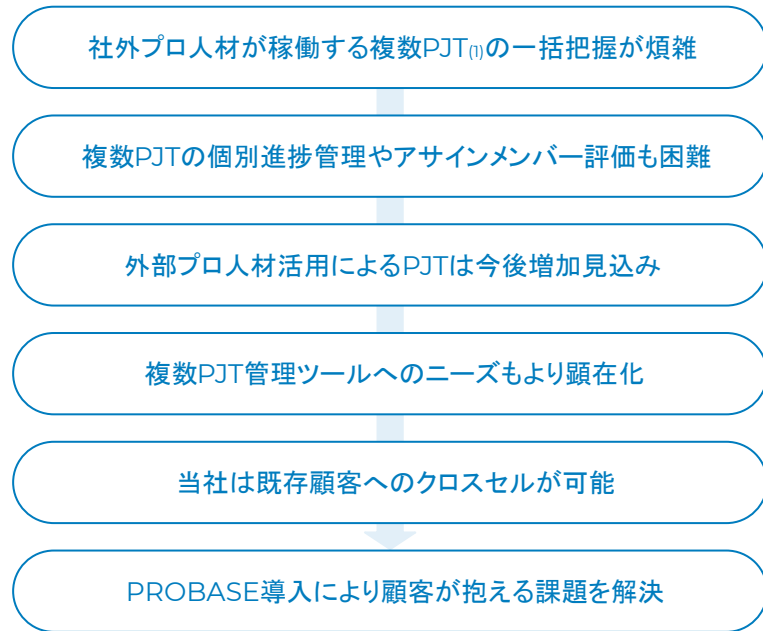 社外プロ人材が稼働する複数PJT(1)の一括把握が煩雑
複数PJTの個別進捗管理やアサインメンバー評価も困難
外部プロ人材活用によるPJTは今後増加見込み
複数PJT管理ツールへのニーズもより顕在化
当社は既存顧客へのクロスセルが可能
PROBASE導入により顧客が抱える課題を解決